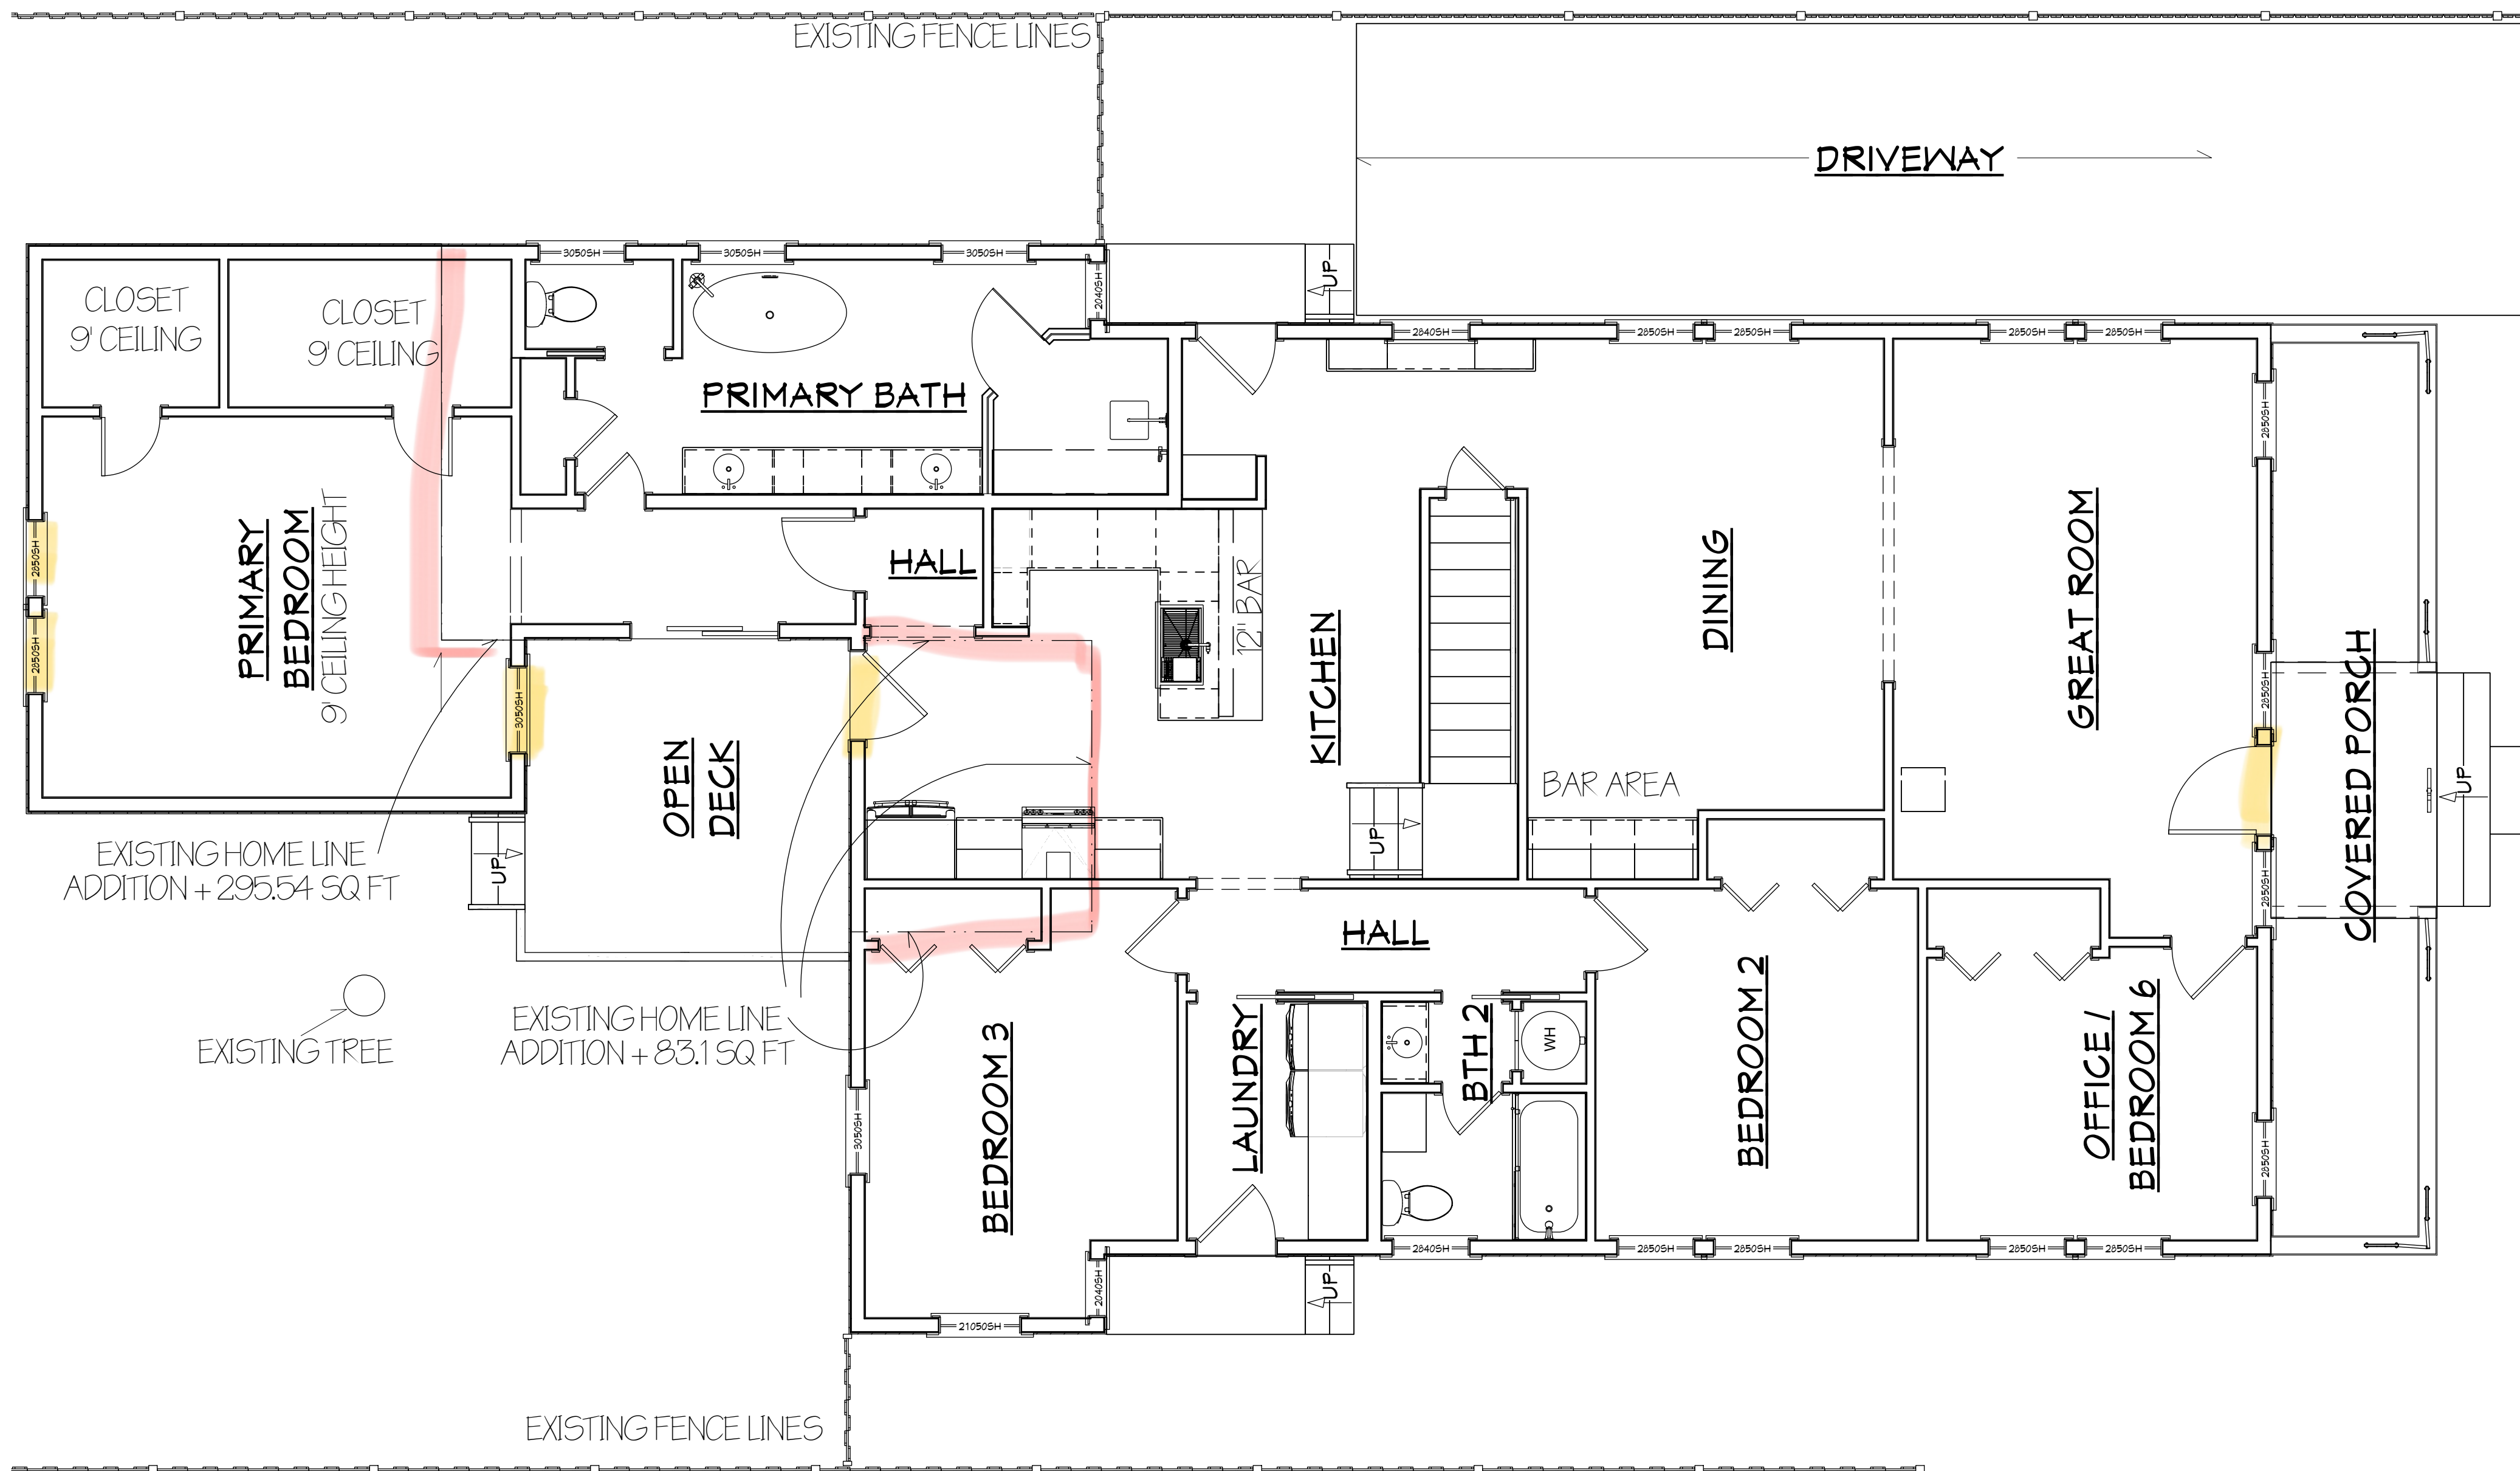 EXISTING FENCE LINES
DRIVEWAY
3050SH
3050SH
3050SH
2040SH
UP
CLOSET
9' CEILING
CLOSET
9' CEILING
2840SH
2850SH
2850SH
2850SH
2850SH
PRIMARY BATH
2850SH
PRIMARY
BEDROOM
9' CEILING HEIGHT
2850SH
2850SH
HALL
12" BAR
KITCHEN
DINING
GREAT ROOM
2850SH
COVERED PORCH
UP
3050SH
OPEN
DECK
BAR AREA
UP
UP
2850SH
EXISTING HOME LINE
ADDITION + 295.54 SQ FT
HALL
EXISTING TREE
EXISTING HOME LINE
ADDITION + 83.1 SQ FT
BEDROOM 3
3050SH
LAUNDRY
BTH 2
WH
BEDROOM 2
OFFICE /
BEDROOM 6
2850SH
2840SH
2850SH
2850SH
2850SH
2850SH
2040SH
UP
21050SH
EXISTING FENCE LINES